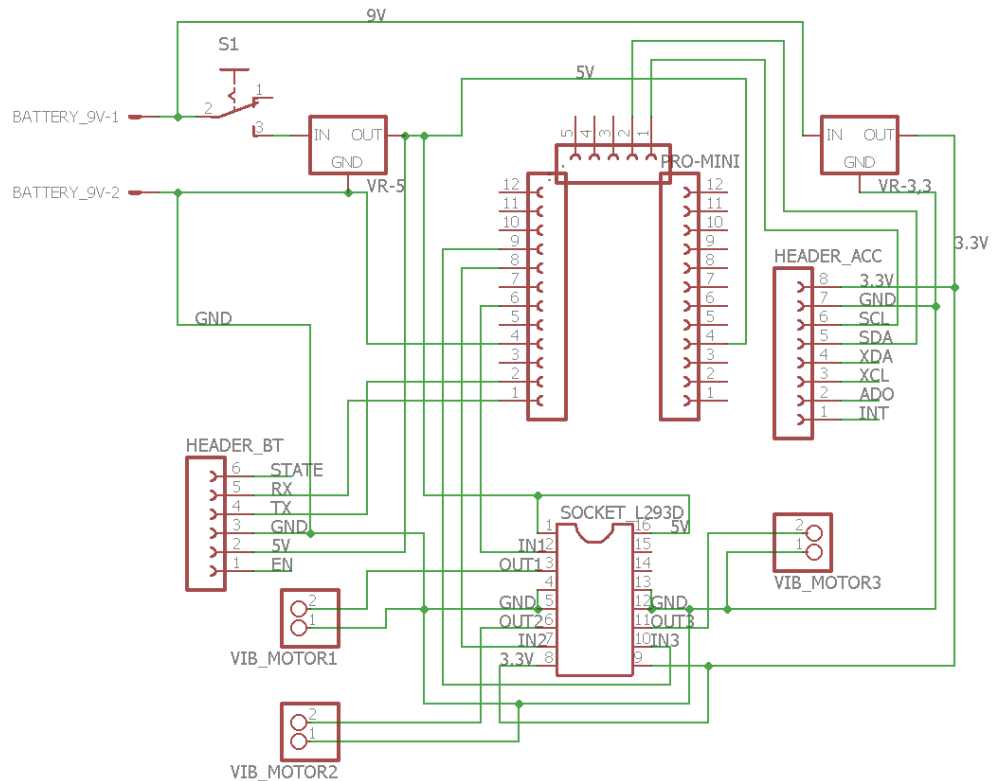 9V
S1
BATTERY_9V-1
2
1
3
IN OUT
GND
VR-5
BATTERY_9V-2
5V
5
4
3
2
1
PRO-MINI
12
11
10
9
8
7
6
5
4
3
2
1
12
11
10
9
8
7
6
5
4
3
2
1
IN OUT
GND
VR-3,3
3.3V
HEADER_ACC
8 3.3V
7 GND
6 SCL
5 SDA
4 XDA
3 XCL
2 ADO
1 INT
GND
HEADER_BT
6 STATE
5 RX
4 TX
3 GND
2 5V
1 EN
SOCKET_L293D
1 16 5V
IN1 2 15
OUT1 3 14
4 13
GND 5 12 GND
OUT2 6 11 OUT3
IN2 7 10 IN3
3.3V 8 9
2
1
VIB_MOTOR3
2
1
VIB_MOTOR1
2
1
VIB_MOTOR2